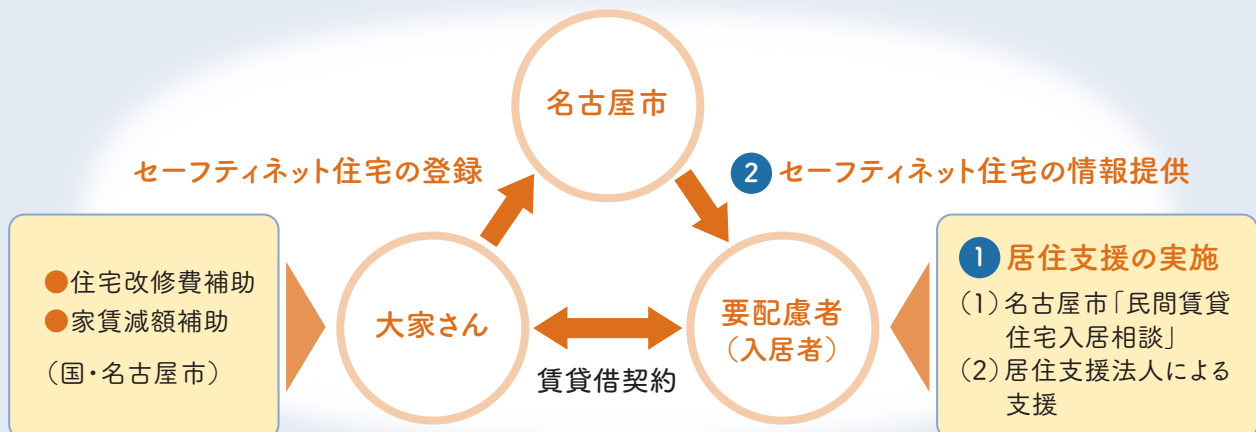 名古屋市
セーフティネット住宅の登録
2 セーフティネット住宅の情報提供
●住宅改修費補助
●家賃減額補助
（国・名古屋市）
大家さん
賃貸借契約
要配慮者
（入居者）
1 居住支援の実施
（1）名古屋市「民間賃貸
住宅入居相談」
（2）居住支援法人による
支援